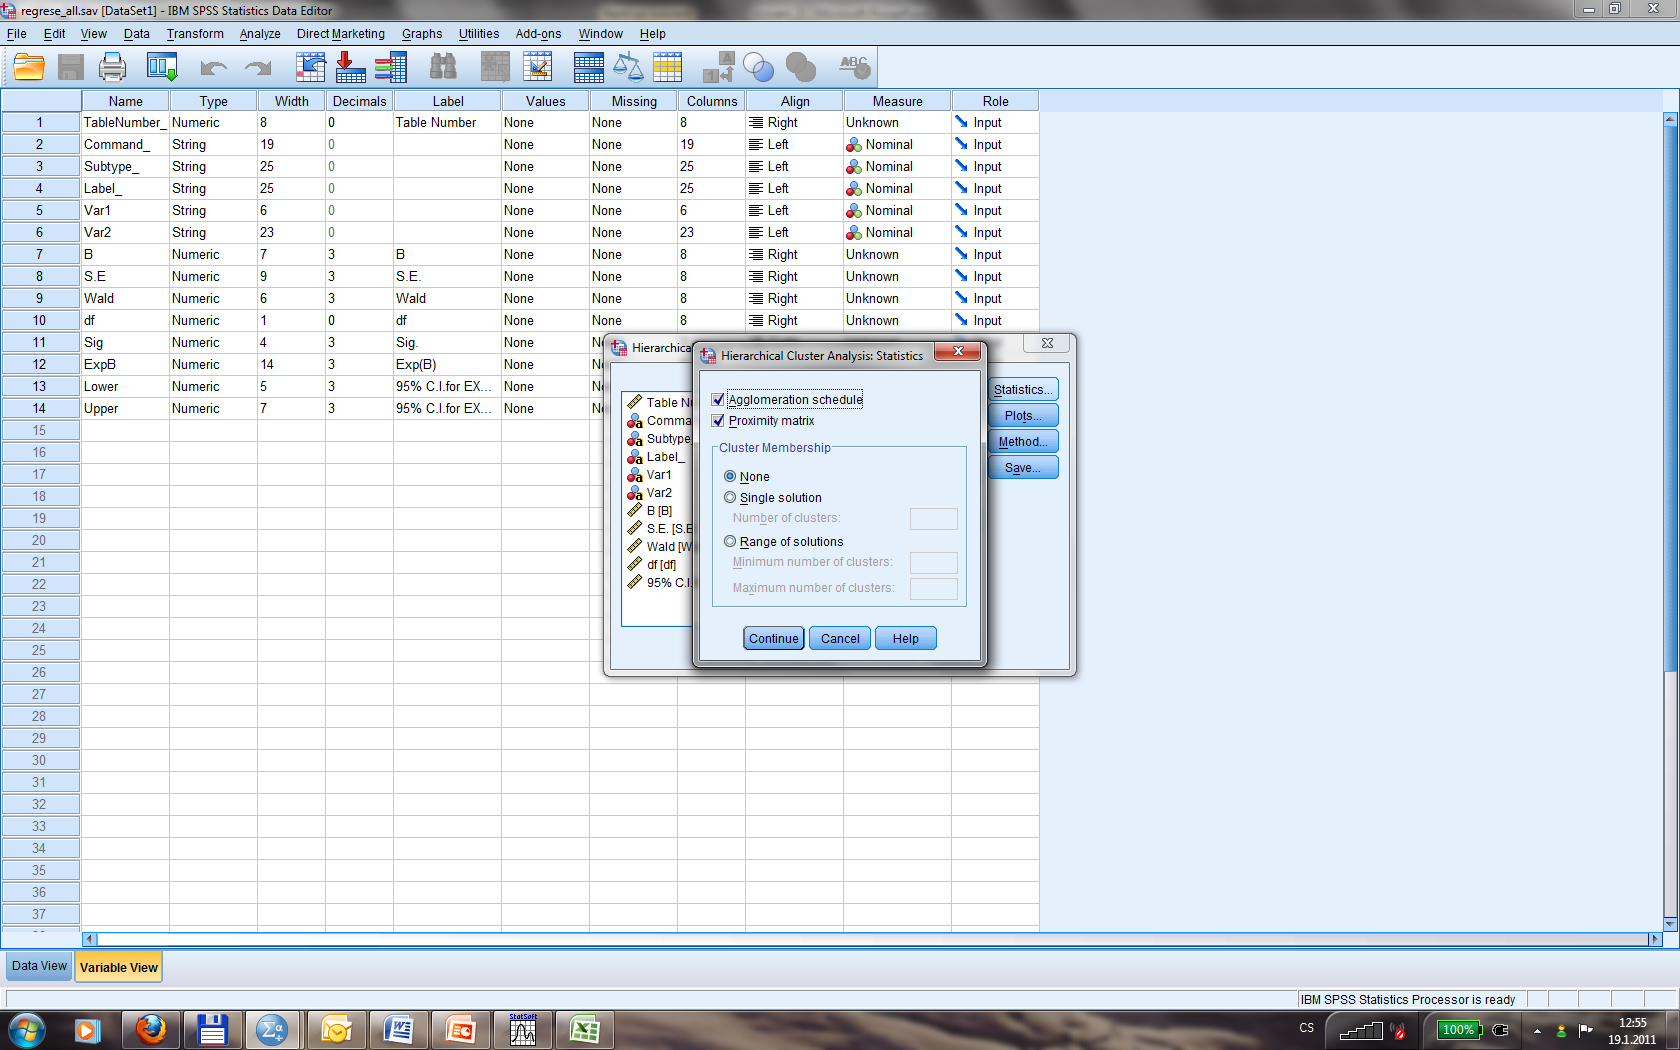 regrese_all.sav [DataSet1] - IBM SPSS Statistics Data Editor
File Edit View Data Transform Analyze Direct Marketing Graphs Utilities Add-ons Window Help
Name Type Width Decimals Label Values Missing Columns Align Measure Role
1 TableNumber_ Numeric 8 0 Table Number None None 8 Right Unknown Input
2 Command_ String 19 0 None None 19 Left Nominal Input
3 Subtype_ String 25 0 None None 25 Left Nominal Input
4 Label_ String 25 0 None None 25 Left Nominal Input
5 Var1 String 6 0 None None 6 Left Nominal Input
6 Var2 String 23 0 None None 23 Left Nominal Input
7 B Numeric 7 3 B None None 8 Right Unknown Input
8 S.E Numeric 9 3 S.E. None None 8 Right Unknown Input
9 Wald Numeric 6 3 Wald None None 8 Right Unknown Input
10 df Numeric 1 0 df None None 8 Right Unknown Input
11 Sig Numeric 4 3 Sig. None
12 ExpB Numeric 14 3 Exp(B) None
13 Lower Numeric 5 3 95% C.I.for EX... None
14 Upper Numeric 7 3 95% C.I.for EX... None
15
16
17
18
19
20
21
22
23
24
25
26
27
28
29
30
31
32
33
34
35
36
37
Hierarchica
Table Nu
Comma
Subtype_
Label_
Var1
Var2
B [B]
S.E. [S.E
Wald [W
df [df]
95% C.I.
Statistics...
Plots...
Method...
Save...
Hierarchical Cluster Analysis: Statistics
Agglomeration schedule
Proximity matrix
Cluster Membership
None
Single solution
Number of clusters:
Range of solutions
Minimum number of clusters:
Maximum number of clusters:
Continue Cancel Help
Data View Variable View
IBM SPSS Statistics Processor is ready
StatSoft
CS
100%
12:55
19.1.2011